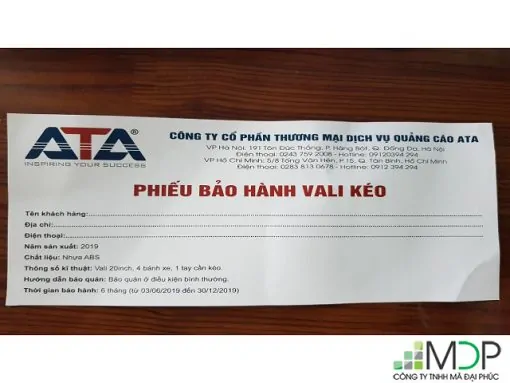 ATA®
INSPIRING YOUR SUCCESS
CÔNG TY CỔ PHẦN THƯƠNG MẠI DỊCH VỤ QUẢNG CÁO ATA
VP Hà Nội: 191 Tôn Đức Thắng, P. Hàng Bột, Q. Đống Đa, Hà Nội
Điện thoại: 0243 759 2008 - Hotline: 0912 0394 294
VP Hồ Chí Minh: 5/8 Tống Văn Hên, P.15, Q. Tân Bình, Hồ Chí Minh
Điện thoại: 0283 813 0678 - Hotline: 0912 394 294
PHIẾU BẢO HÀNH VALI KÉO
Tên khách hàng:
Địa chỉ:
Điện thoại:
Năm sản xuất: 2019
Chất liệu: Nhựa ABS
Thông số kĩ thuật: Vali 20inch, 4 bánh xe, 1 tay cần kéo.
Hướng dẫn bảo quản: Bảo quản ở điều kiện bình thường.
Thời gian bảo hành: 6 tháng (từ 03/06/2019 đến 30/12/2019)
MDP
CÔNG TY TNHH MÃ ĐẠI PHÚC